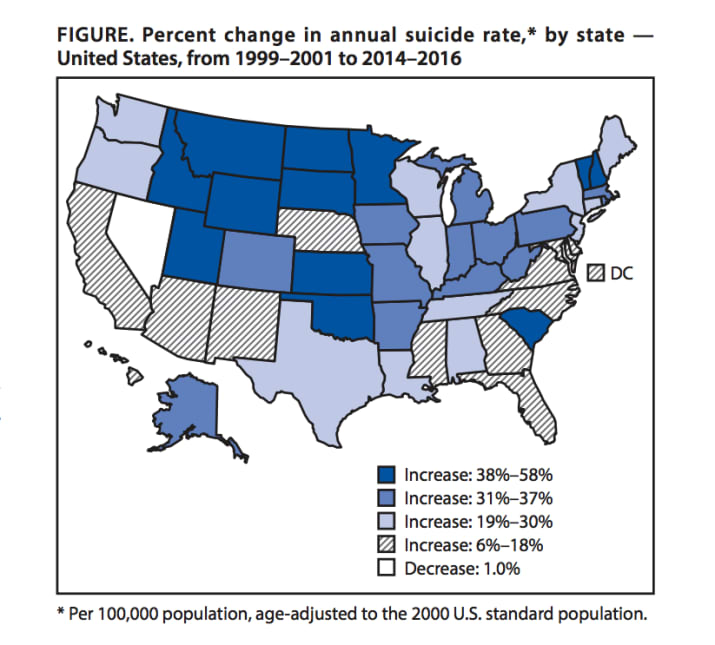 FIGURE. Percent change in annual suicide rate,* by state —
United States, from 1999–2001 to 2014–2016
DC
Increase: 38%–58%
Increase: 31%–37%
Increase: 19%–30%
Increase: 6%–18%
Decrease: 1.0%
* Per 100,000 population, age-adjusted to the 2000 U.S. standard population.